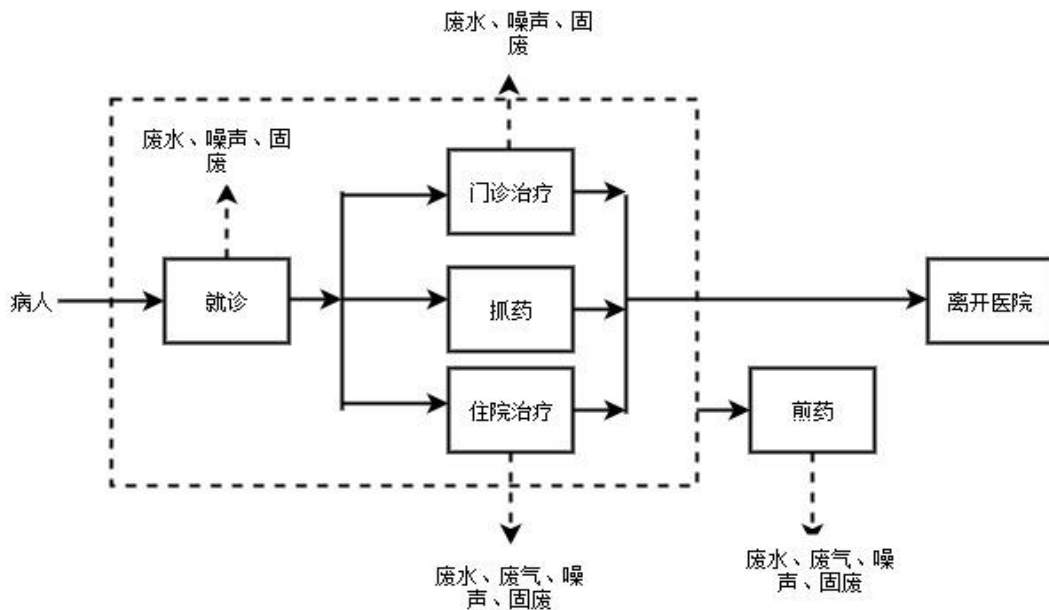 废水、噪声、固
废
废水、噪声、固
废
门诊治疗
病人
就诊
抓药
离开医院
住院治疗
煎药
废水、废气、噪
声、固废
废水、废气、噪
声、固废